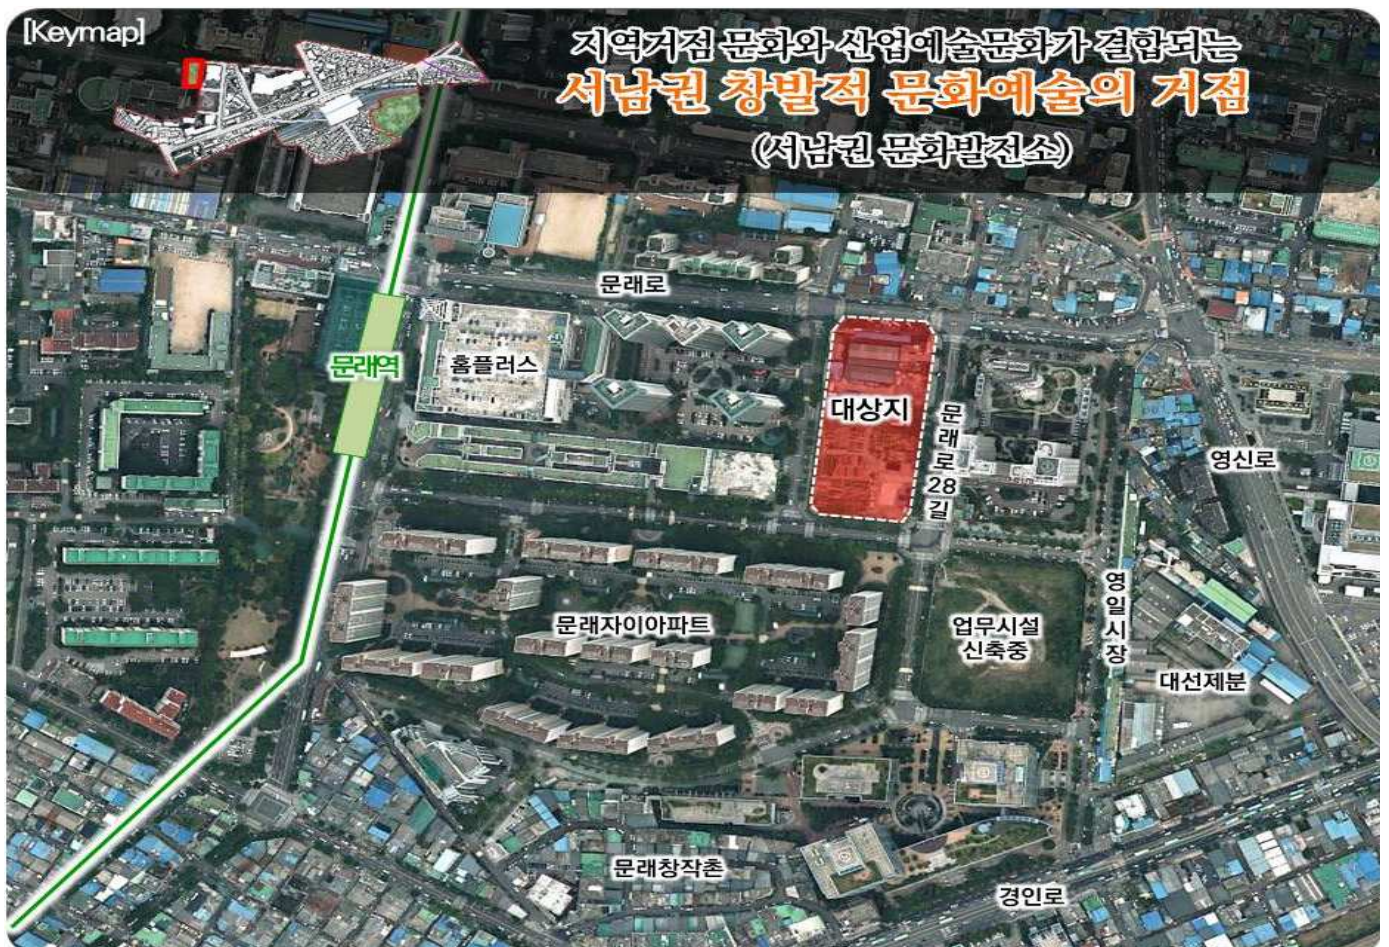 [Keymap]
지역거점 문화와 산업예술문화가 결합되는
서남권 창발적 문화예술의 거점
(서남권 문화발전소)
문래로
문래역
홈플러스
대상지
문래로28길
영신로
문래자이아파트
업무시설
신축중
영일시장
대선제분
문래창작촌
경인로